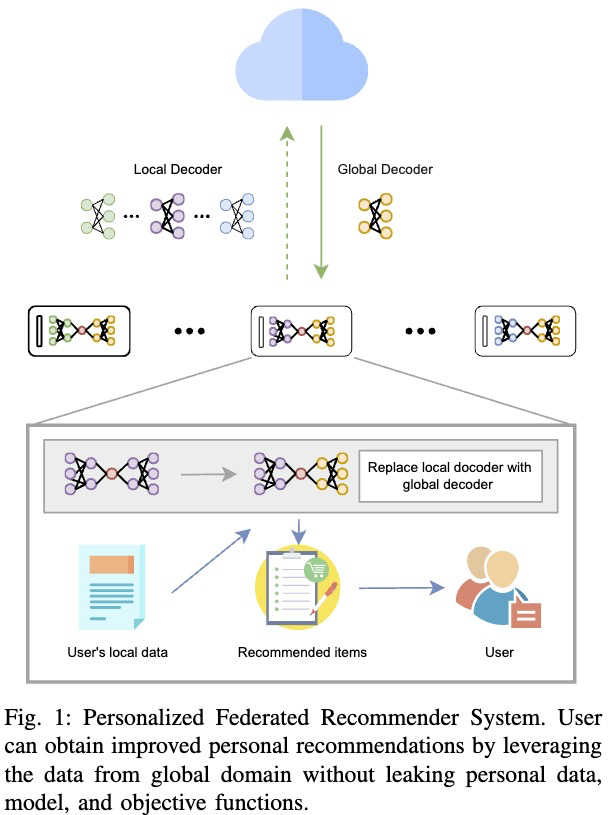 Local Decoder
Global Decoder
Replace local docoder with
global decoder
User's local data
Recommended items
User
Fig. 1: Personalized Federated Recommender System. User
can obtain improved personal recommendations by leveraging
the data from global domain without leaking personal data,
model, and objective functions.